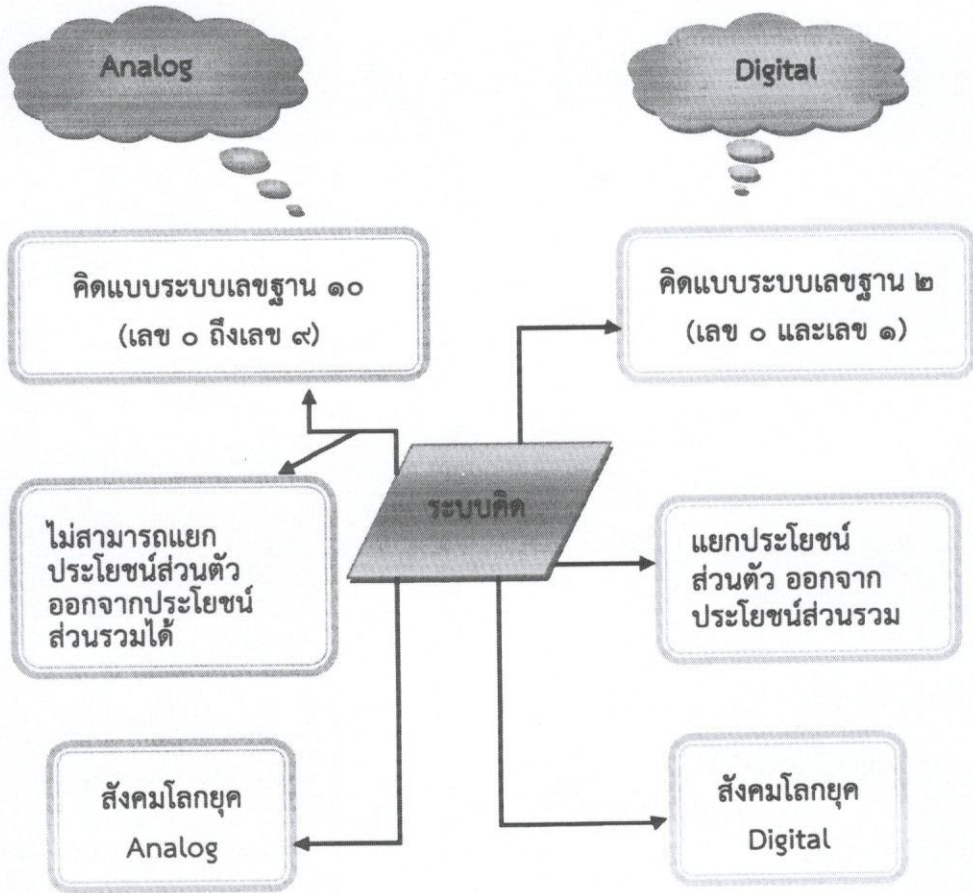 Analog
Digital
คิดแบบระบบเลขฐาน ๑๐
(เลข ๐ ถึงเลข ๙)
คิดแบบระบบเลขฐาน ๒
(เลข ๐ และเลข ๑)
ระบบคิด
ไม่สามารถแยก
ประโยชน์ส่วนตัว
ออกจากประโยชน์
ส่วนรวมได้
แยกประโยชน์
ส่วนตัว ออกจาก
ประโยชน์ส่วนรวม
สังคมโลกยุค
Analog
สังคมโลกยุค
Digital